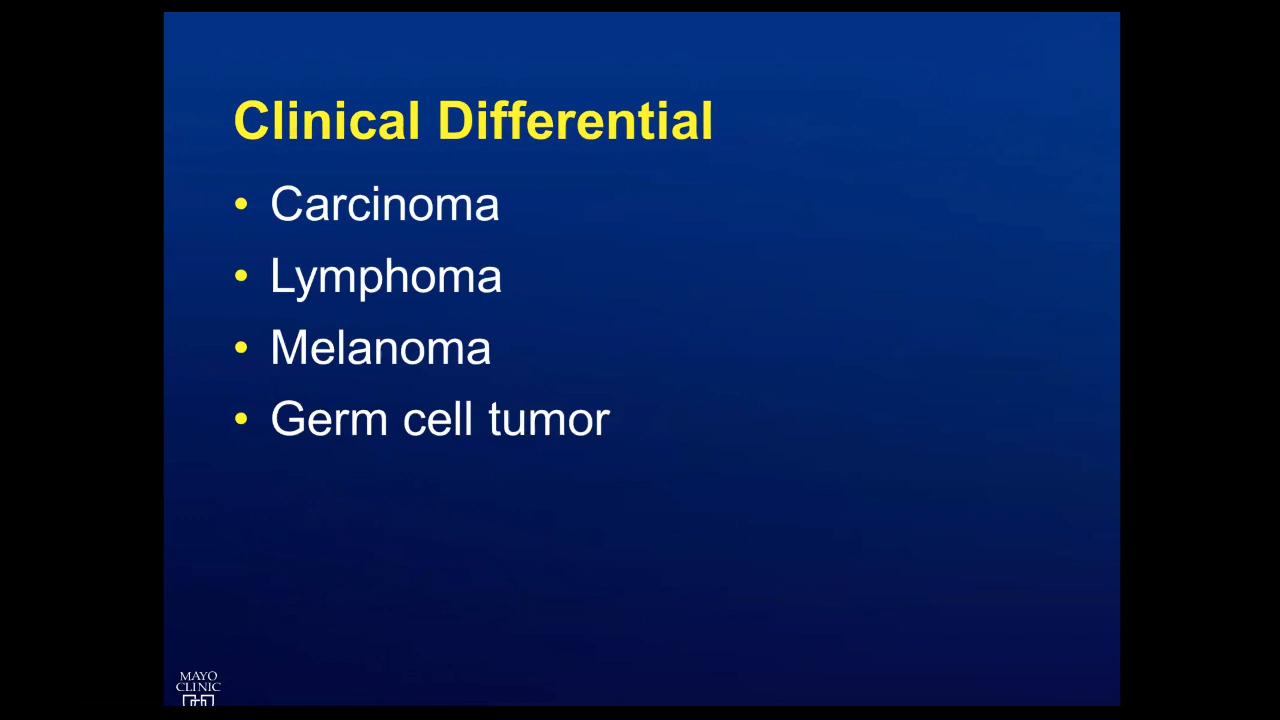 Clinical Differential
• Carcinoma
• Lymphoma
• Melanoma
• Germ cell tumor
MAYO
CLINIC